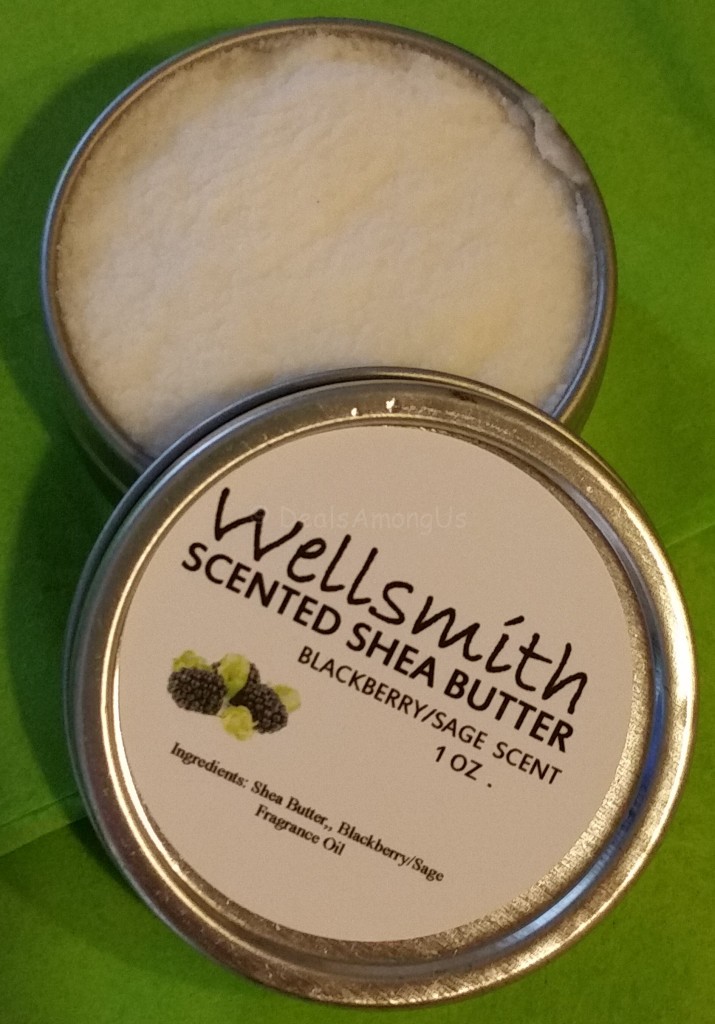 DealsAmongUs
Wellsmith
SCENTED SHEA BUTTER
BLACKBERRY/SAGE SCENT
1 OZ .
Ingredients: Shea Butter,, Blackberry/Sage
Fragrance Oil